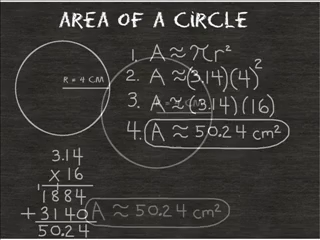 AREA OF A CIRCLE
R = 4 CM
1. A ≈ πr²
2. A ≈ (3.14)(4)²
3. A ≈ (3.14)(16)
4. A ≈ 50.24 cm²
3.14
x 16
1
1884
+3140
50.24
A ≈ 50.24 cm²